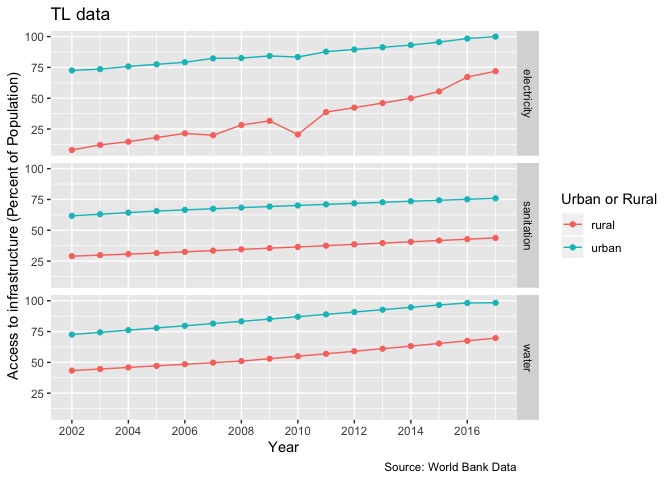 TL data
Access to infrastructure (Percent of Population)
100
75
50
25
electricity
100
75
50
25
sanitation
100
75
50
25
water
2002 2004 2006 2008 2010 2012 2014 2016
Year
Source: World Bank Data
Urban or Rural
rural
urban